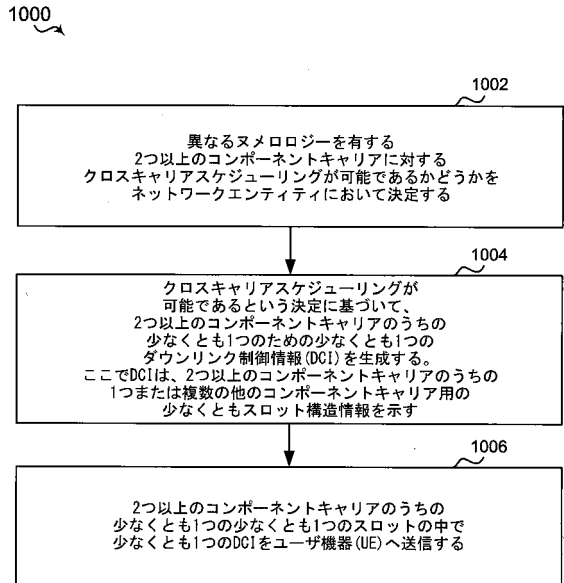 1000
1002
異なるヌメロロジーを有する
2つ以上のコンポーネントキャリアに対する
クロスキャリアスケジューリングが可能であるかどうかを
ネットワークエンティティにおいて決定する
1004
クロスキャリアスケジューリングが
可能であるという決定に基づいて、
2つ以上のコンポーネントキャリアのうちの
少なくとも1つのための少なくとも1つの
ダウンリンク制御情報(DCI)を生成する。
ここでDCIは、2つ以上のコンポーネントキャリアのうちの
1つまたは複数の他のコンポーネントキャリア用の
少なくともスロット構造情報を示す
1006
2つ以上のコンポーネントキャリアのうちの
少なくとも1つの少なくとも1つのスロットの中で
少なくとも1つのDCIをユーザ機器(UE)へ送信する